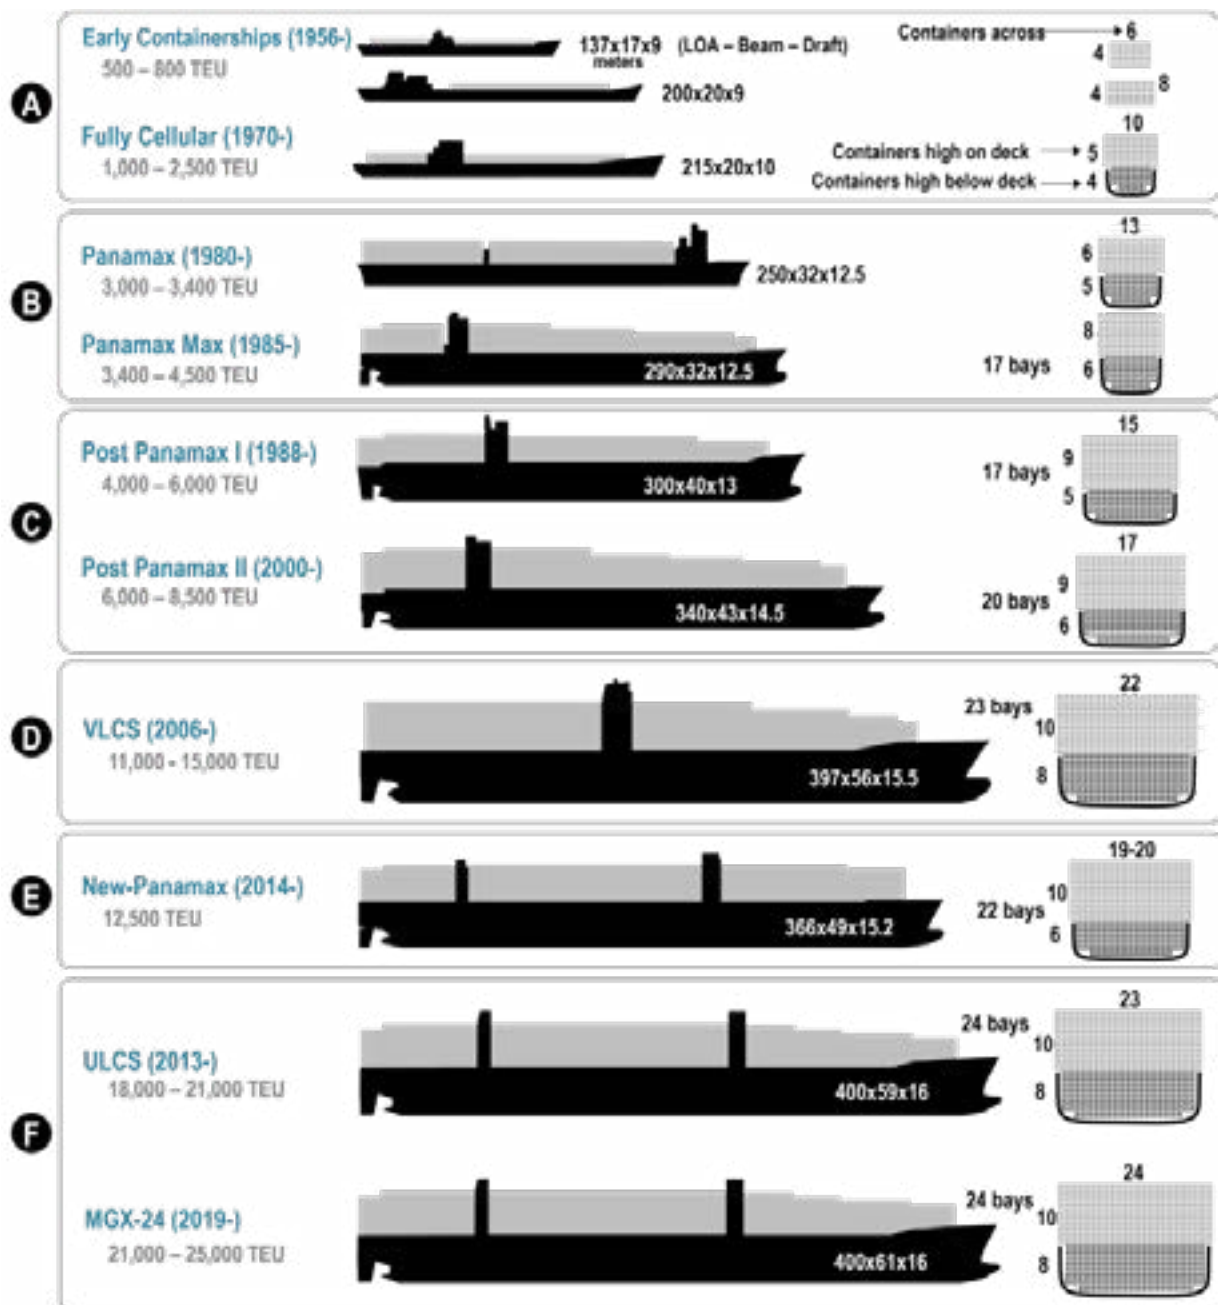 A
Early Containerships (1956-)
500 – 800 TEU
137x17x9 (LOA – Beam – Draft)
meters
Containers across 6
4
200x20x9
4 8
Fully Cellular (1970-)
1,000 – 2,500 TEU
215x20x10
10
Containers high on deck 5
Containers high below deck 4
B
Panamax (1980-)
3,000 – 3,400 TEU
250x32x12.5
13
6
5
Panamax Max (1985-)
3,400 – 4,500 TEU
290x32x12.5
17 bays
8
6
C
Post Panamax I (1988-)
4,000 – 6,000 TEU
300x40x13
17 bays
15
9
5
Post Panamax II (2000-)
6,000 – 8,500 TEU
340x43x14.5
20 bays
17
9
6
D
VLCS (2006-)
11,000 - 15,000 TEU
397x56x15.5
23 bays
22
10
8
E
New-Panamax (2014-)
12,500 TEU
366x49x15.2
22 bays
19-20
10
6
F
ULCS (2013-)
18,000 – 21,000 TEU
400x59x16
24 bays
23
10
8
MGX-24 (2019-)
21,000 – 25,000 TEU
400x61x16
24 bays
24
10
8